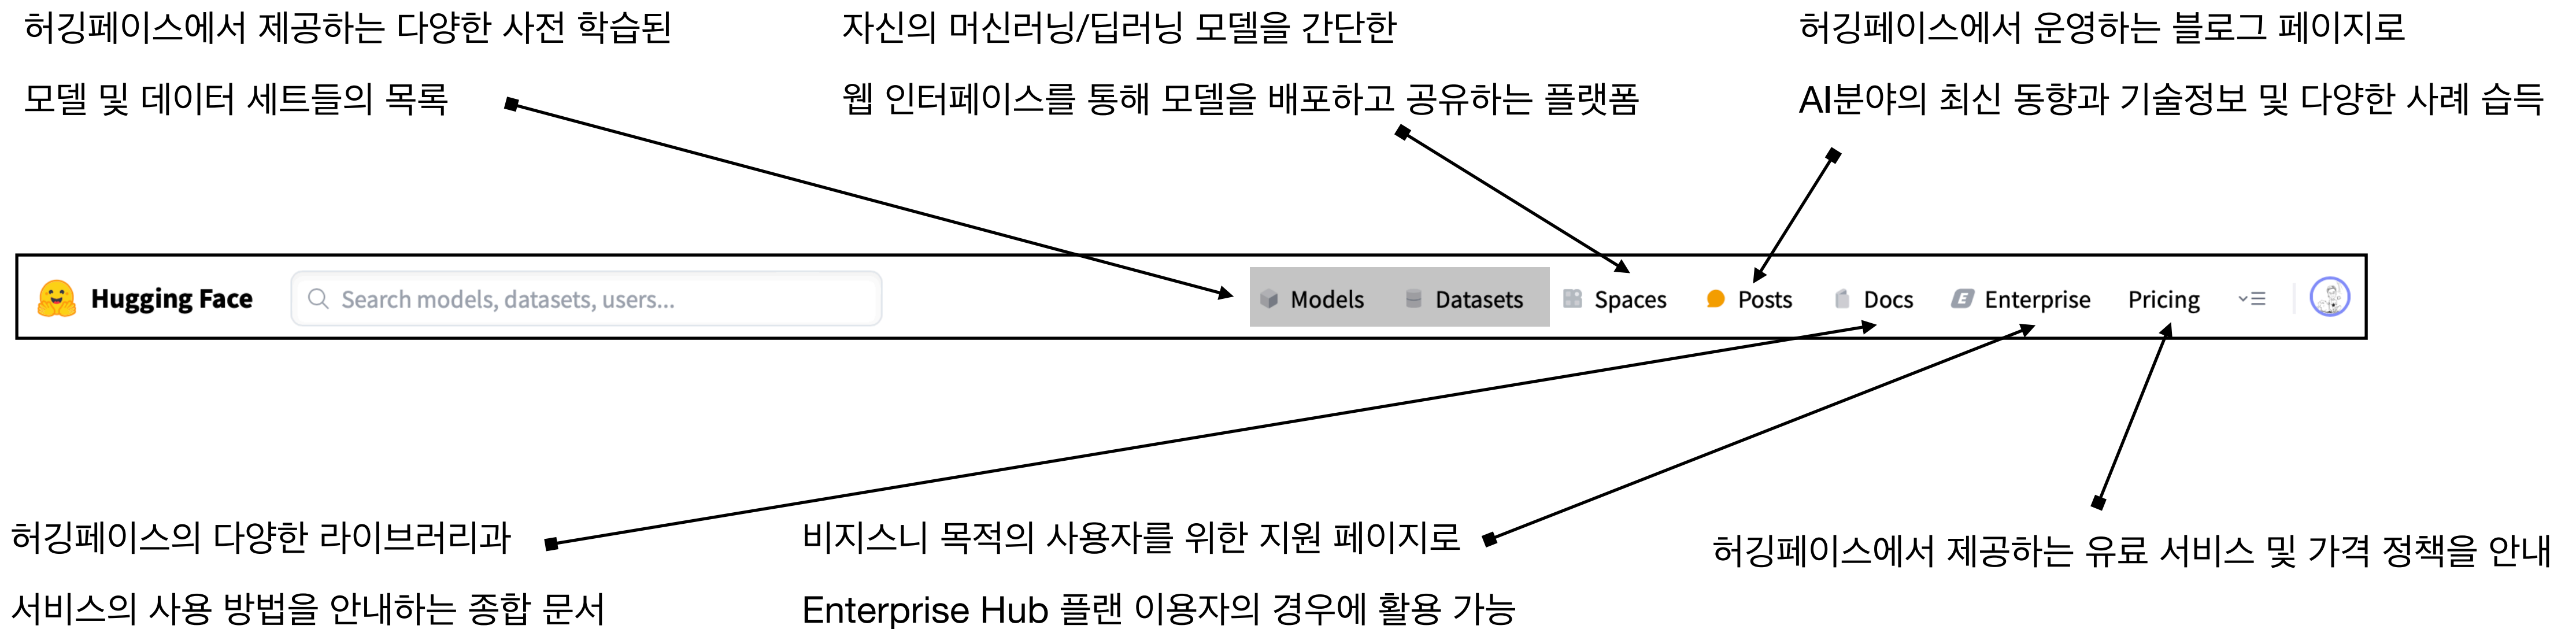 허깅페이스에서 제공하는 다양한 사전 학습된
모델 및 데이터 세트들의 목록
자신의 머신러닝/딥러닝 모델을 간단한
웹 인터페이스를 통해 모델을 배포하고 공유하는 플랫폼
허깅페이스에서 운영하는 블로그 페이지로
AI분야의 최신 동향과 기술정보 및 다양한 사례 습득
Hugging Face Search models, datasets, users... Models Datasets Spaces Posts Docs E Enterprise Pricing
허깅페이스의 다양한 라이브러리과
서비스의 사용 방법을 안내하는 종합 문서
비지스니 목적의 사용자를 위한 지원 페이지로
Enterprise Hub 플랜 이용자의 경우에 활용 가능
허깅페이스에서 제공하는 유료 서비스 및 가격 정책을 안내